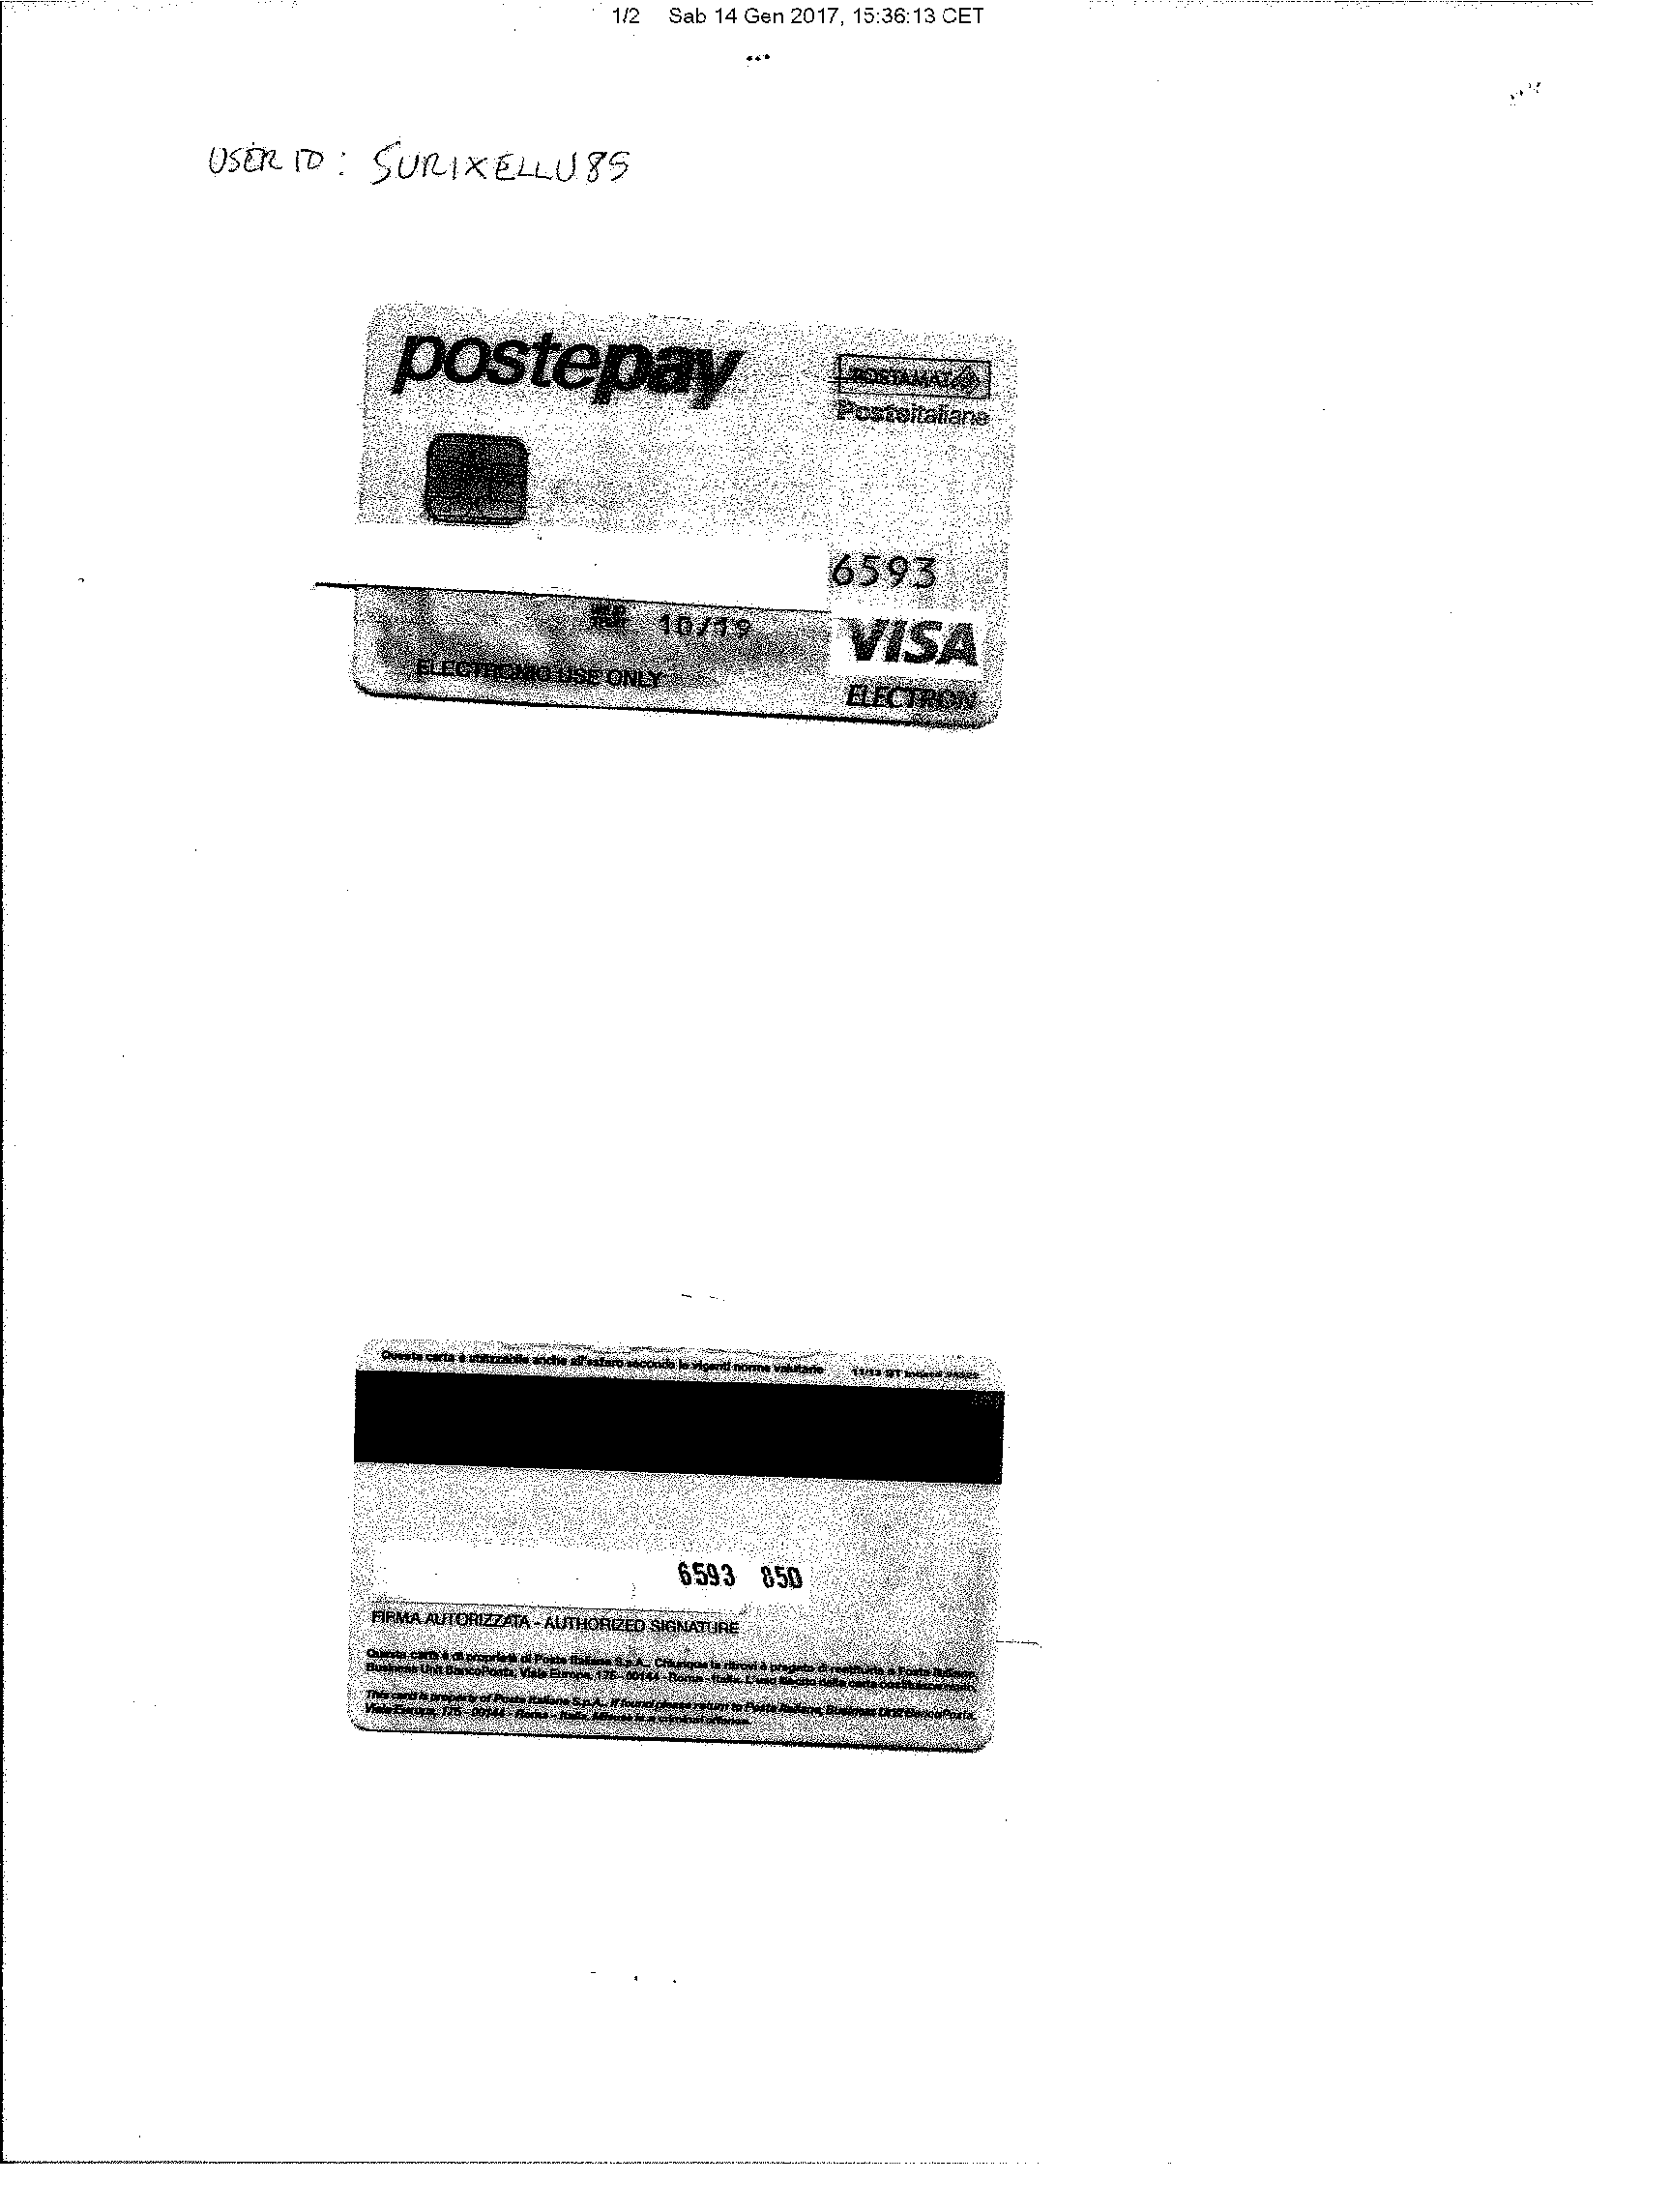 1/2 Sab 14 Gen 2017, 15:36:13 CET
USER ID: SURIXELLU85
postepay
POSTAMAT
Posteitaliane
6593
10/19
VISA
ELECTRONIC USE ONLY
ELECTRON
Questa carta è utilizzabile anche all'estero secondo le vigenti norme valutarie
6593 850
FIRMA AUTORIZZATA - AUTHORIZED SIGNATURE
Questa carta è di proprietà di Poste Italiane S.p.A.. Chiunque la ritrovi è pregato di restituirla a Poste Italiane,
Business Unit BancoPosta, Viale Europa, 175 - 00144 - Roma - Italia. L'uso illecito della carta costituisce reato.
This card is property of Poste Italiane S.p.A.. If found please return to Poste Italiane, Business Unit BancoPosta,
Viale Europa, 175 - 00144 - Roma - Italia. Misuse is a criminal offence.